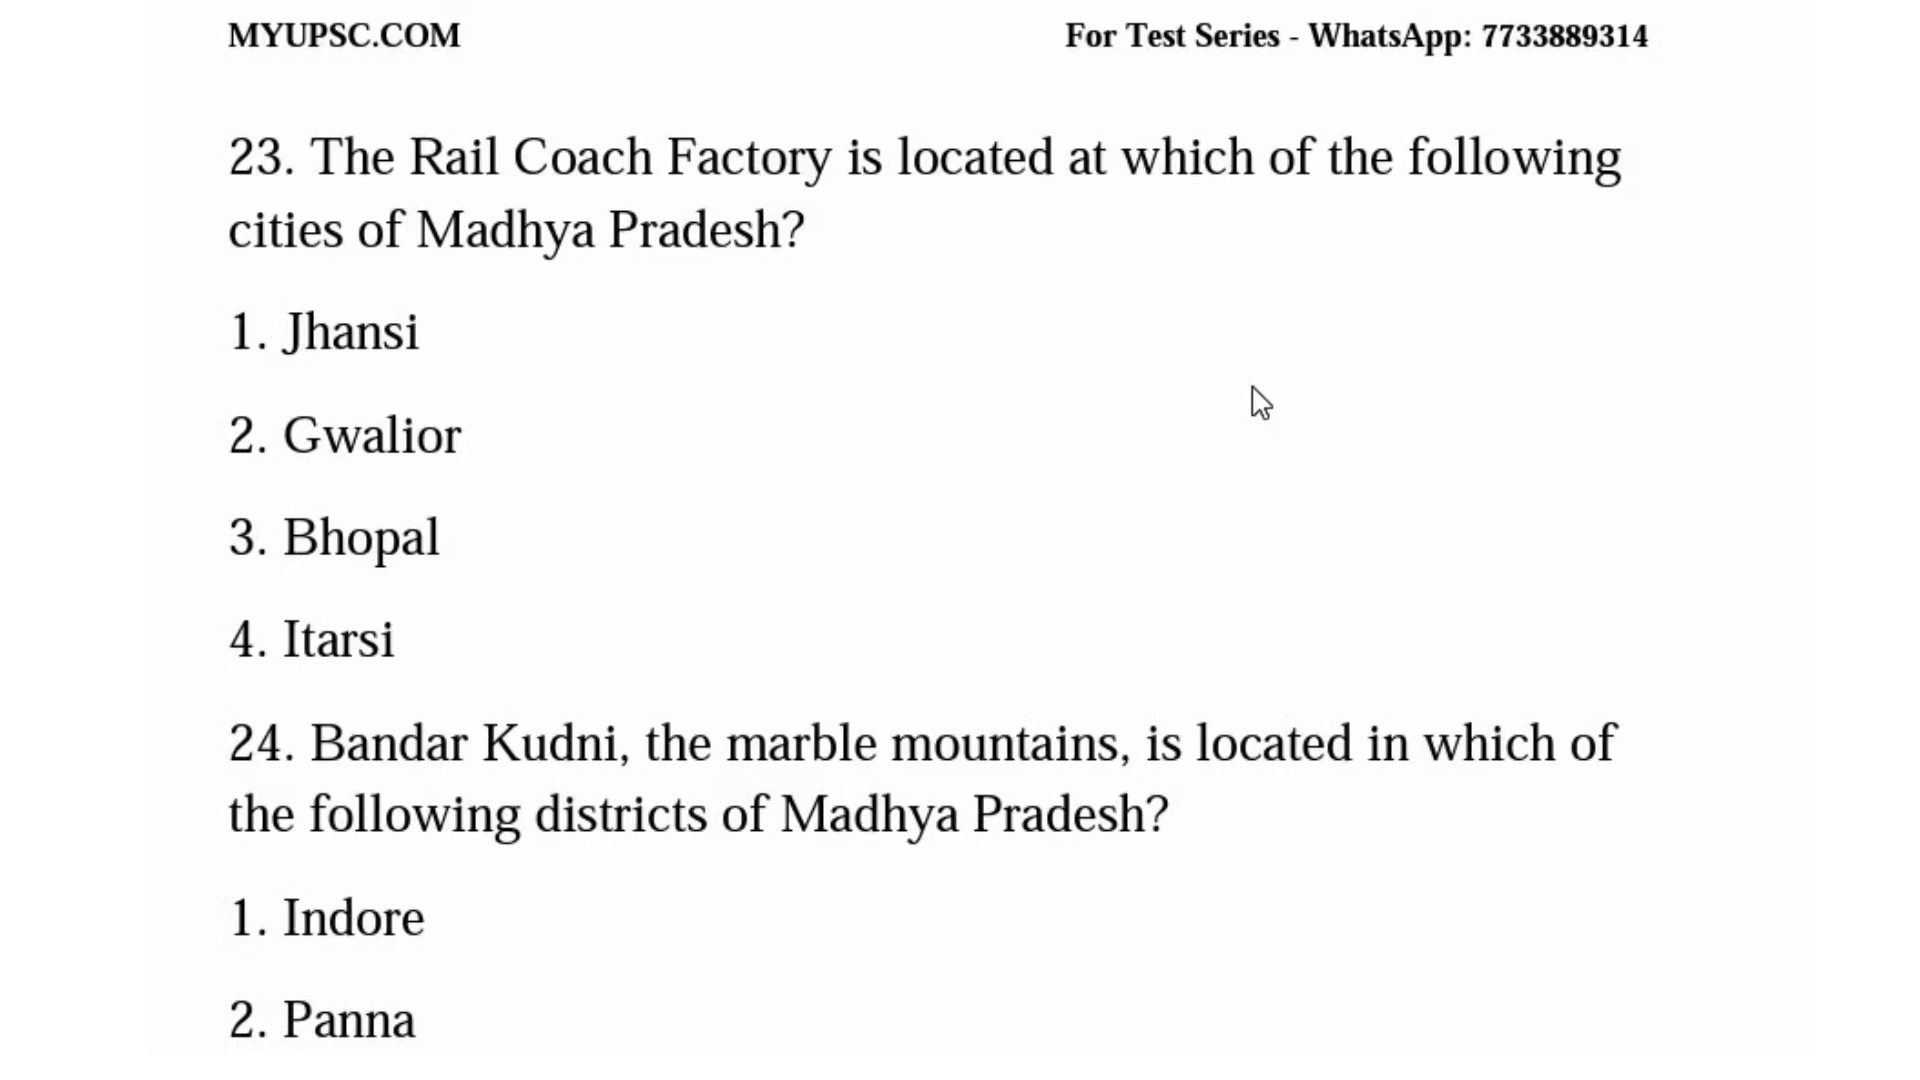 MYUPSC.COM For Test Series - WhatsApp: 7733889314
23. The Rail Coach Factory is located at which of the following
cities of Madhya Pradesh?
1. Jhansi
2. Gwalior
3. Bhopal
4. Itarsi
24. Bandar Kudni, the marble mountains, is located in which of
the following districts of Madhya Pradesh?
1. Indore
2. Panna